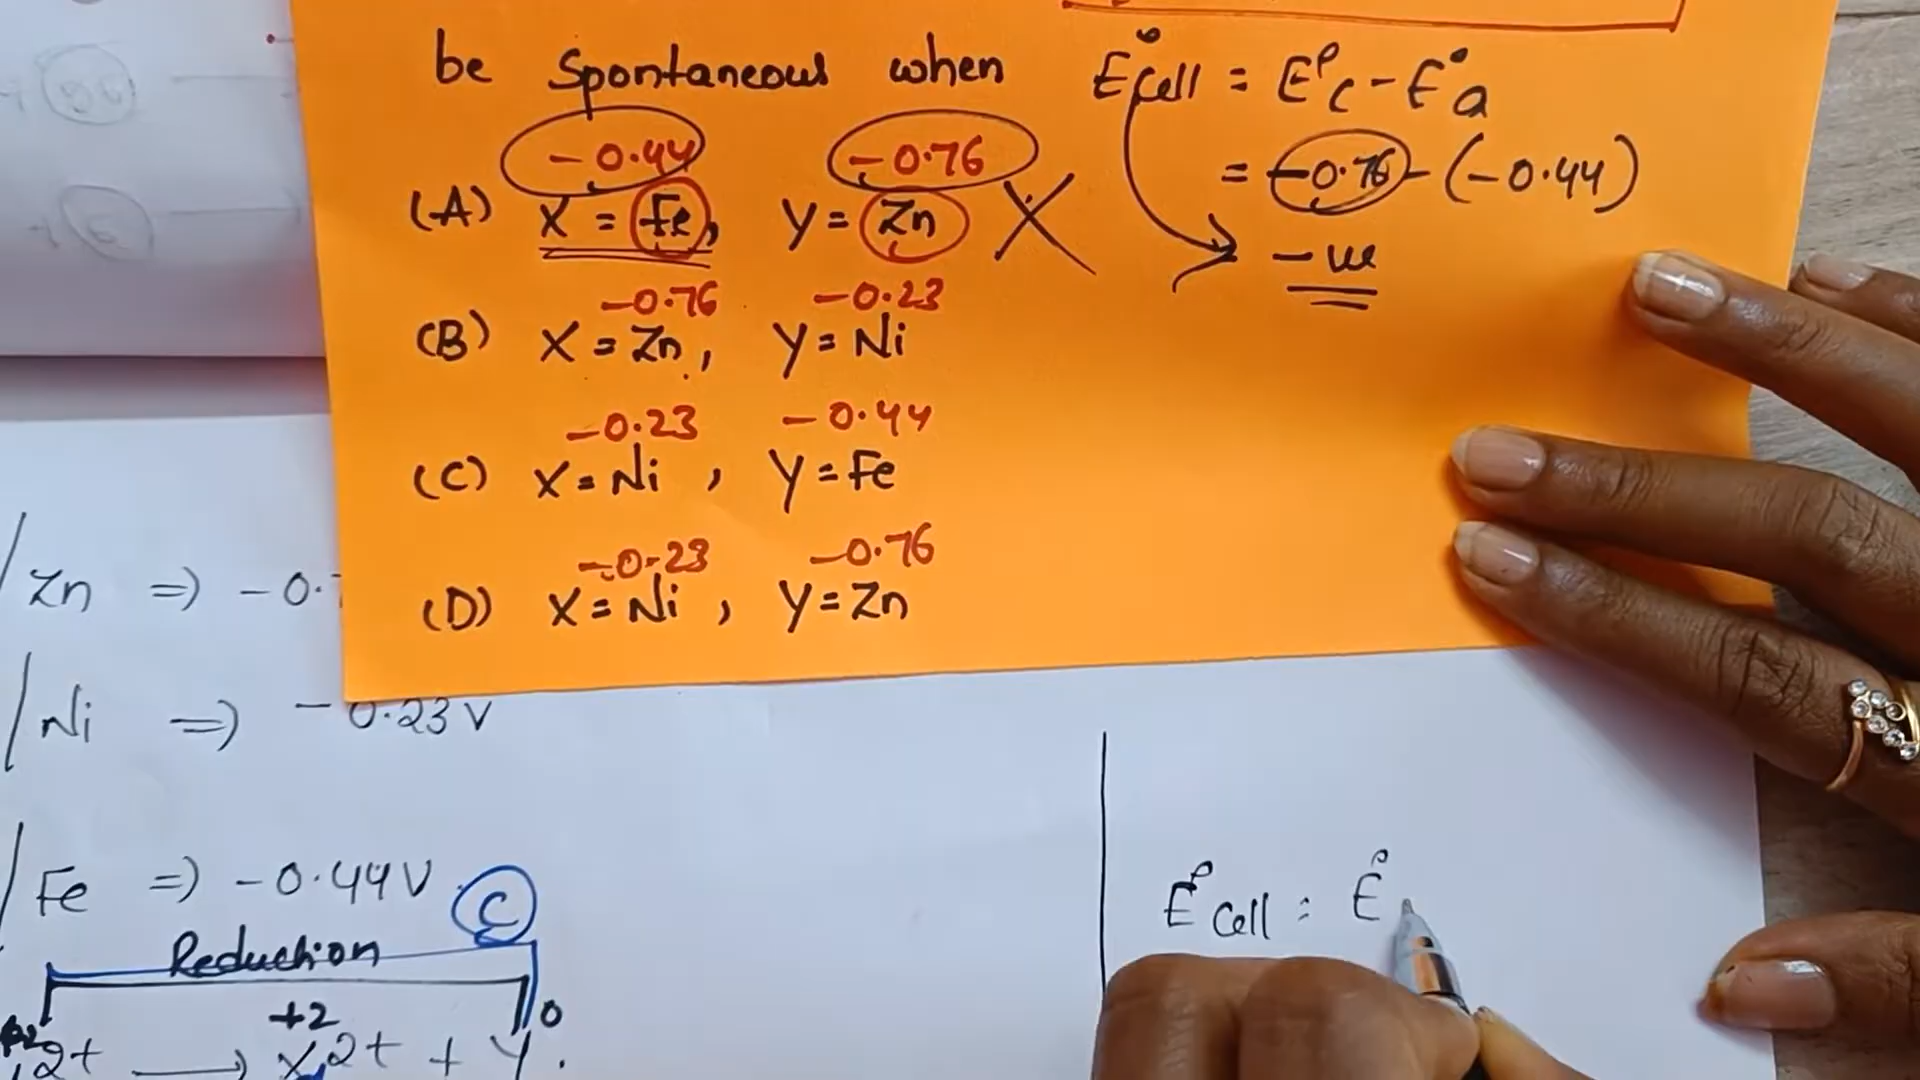 be Spontaneous when
E°cell = E°c - E°a
-0.44 -0.76
= -0.76 - (-0.44)
(A) X = Fe, Y = Zn X
-ve
-0.76 -0.23
(B) X = Zn, Y = Ni
-0.23 -0.44
(C) X = Ni, Y = Fe
-0.23 -0.76
(D) X = Ni, Y = Zn
/Zn => -0.
/Ni => -0.23 V
/Fe => -0.44 V
C
Reduction
+2 0
2+ → X2+ + Y.
E°cell = E°